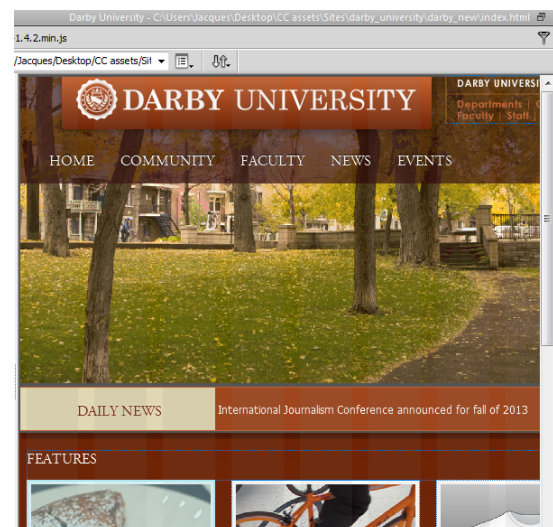 Darby University - C:\Users\Jacques\Desktop\CC assets\Sites\darby_university\darby_new\index.html
1.4.2.min.js
/Jacques/Desktop/CC assets/Sit
DARBY UNIVERSITY
DARBY UNIVERSI
Departments |
Faculty | Staff |
HOME COMMUNITY FACULTY NEWS EVENTS
DAILY NEWS
International Journalism Conference announced for fall of 2013
FEATURES